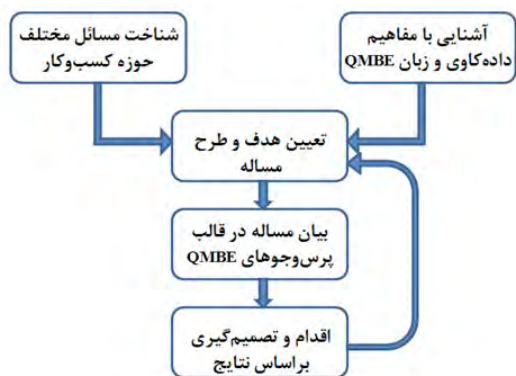 آشنایی با مفاهیم
داده‌کاوی و زبان QMBE
شناخت مسائل مختلف
حوزه کسب‌وکار
تعیین هدف و طرح
مساله
بیان مساله در قالب
پرس‌وجوهای QMBE
اقدام و تصمیم‌گیری
براساس نتایج